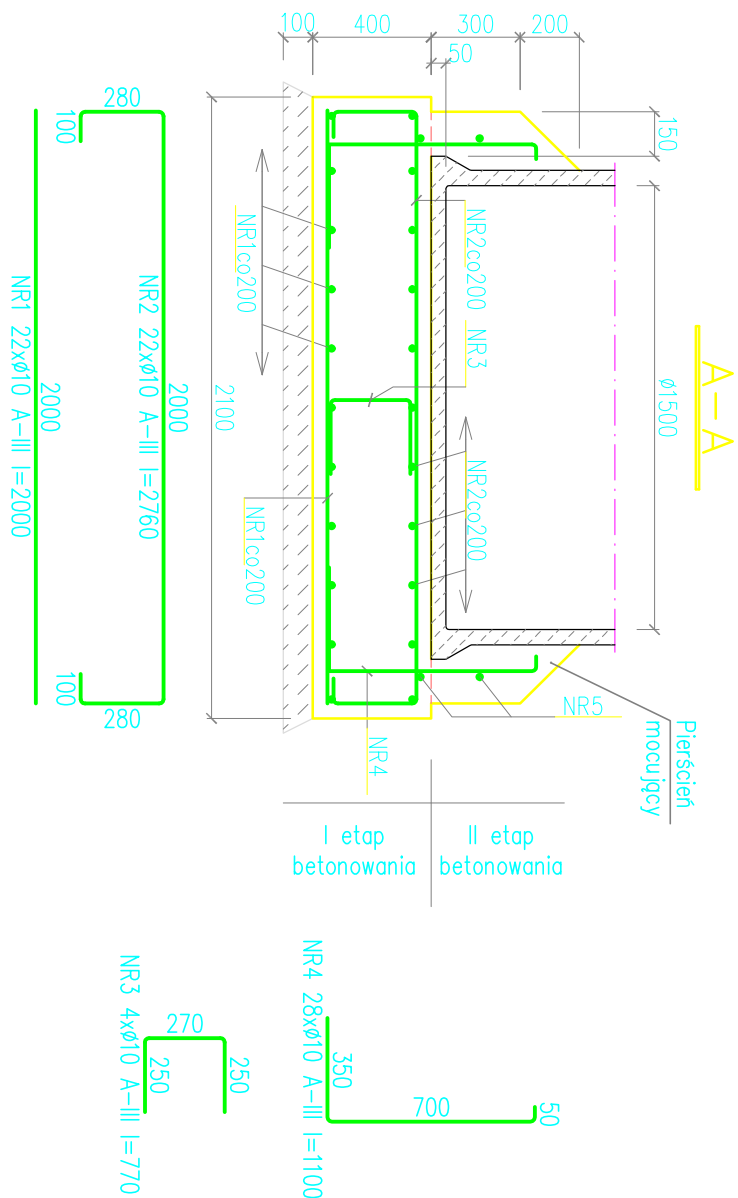 A-A
100
400
300
200
50
150
280
100
2000
NR2 22xø10 A-III l=2760
100
280
2000
NR1 22xø10 A-III l=2000
2100
NR1co200
NR1co200
NR2co200
NR3
NR2co200
ø1500
NR5
NR4
Pierścień
mocujący
I etap
betonowania
II etap
betonowania
270
250
250
NR3 4xø10 A-III l=770
350
700
50
NR4 28xø10 A-III l=1100